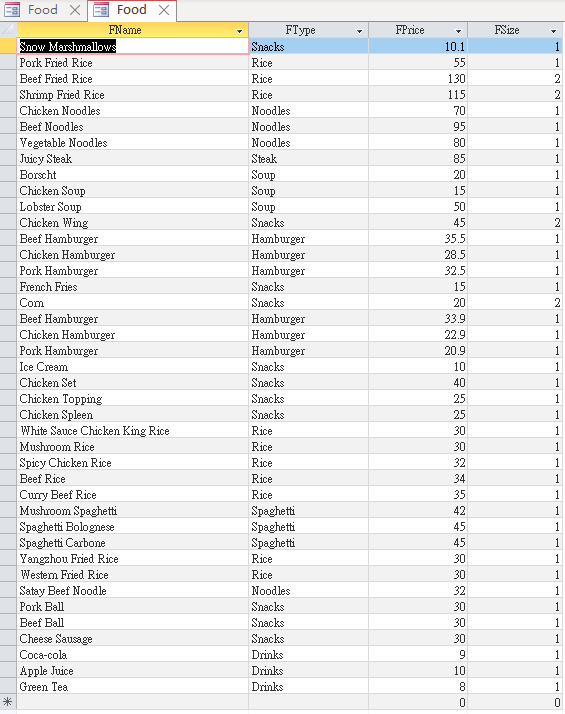 Food Food
FName FType FPrice FSize
Snow Marshmallows Snacks 10.1 1
Pork Fried Rice Rice 55 1
Beef Fried Rice Rice 130 2
Shrimp Fried Rice Rice 115 2
Chicken Noodles Noodles 70 1
Beef Noodles Noodles 95 1
Vegetable Noodles Noodles 80 1
Juicy Steak Steak 85 1
Borscht Soup 20 1
Chicken Soup Soup 15 1
Lobster Soup Soup 50 1
Chicken Wing Snacks 45 2
Beef Hamburger Hamburger 35.5 1
Chicken Hamburger Hamburger 28.5 1
Pork Hamburger Hamburger 32.5 1
French Fries Snacks 15 1
Corn Snacks 20 2
Beef Hamburger Hamburger 33.9 1
Chicken Hamburger Hamburger 22.9 1
Pork Hamburger Hamburger 20.9 1
Ice Cream Snacks 10 1
Chicken Set Snacks 40 1
Chicken Topping Snacks 25 1
Chicken Spleen Snacks 25 1
White Sauce Chicken King Rice Rice 30 1
Mushroom Rice Rice 30 1
Spicy Chicken Rice Rice 32 1
Beef Rice Rice 34 1
Curry Beef Rice Rice 35 1
Mushroom Spaghetti Spaghetti 42 1
Spaghetti Bolognese Spaghetti 45 1
Spaghetti Carbone Spaghetti 45 1
Yangzhou Fried Rice Rice 30 1
Western Fried Rice Rice 30 1
Satay Beef Noodle Noodles 32 1
Pork Ball Snacks 30 1
Beef Ball Snacks 30 1
Cheese Sausage Snacks 30 1
Coca-cola Drinks 9 1
Apple Juice Drinks 10 1
Green Tea Drinks 8 1
0 0